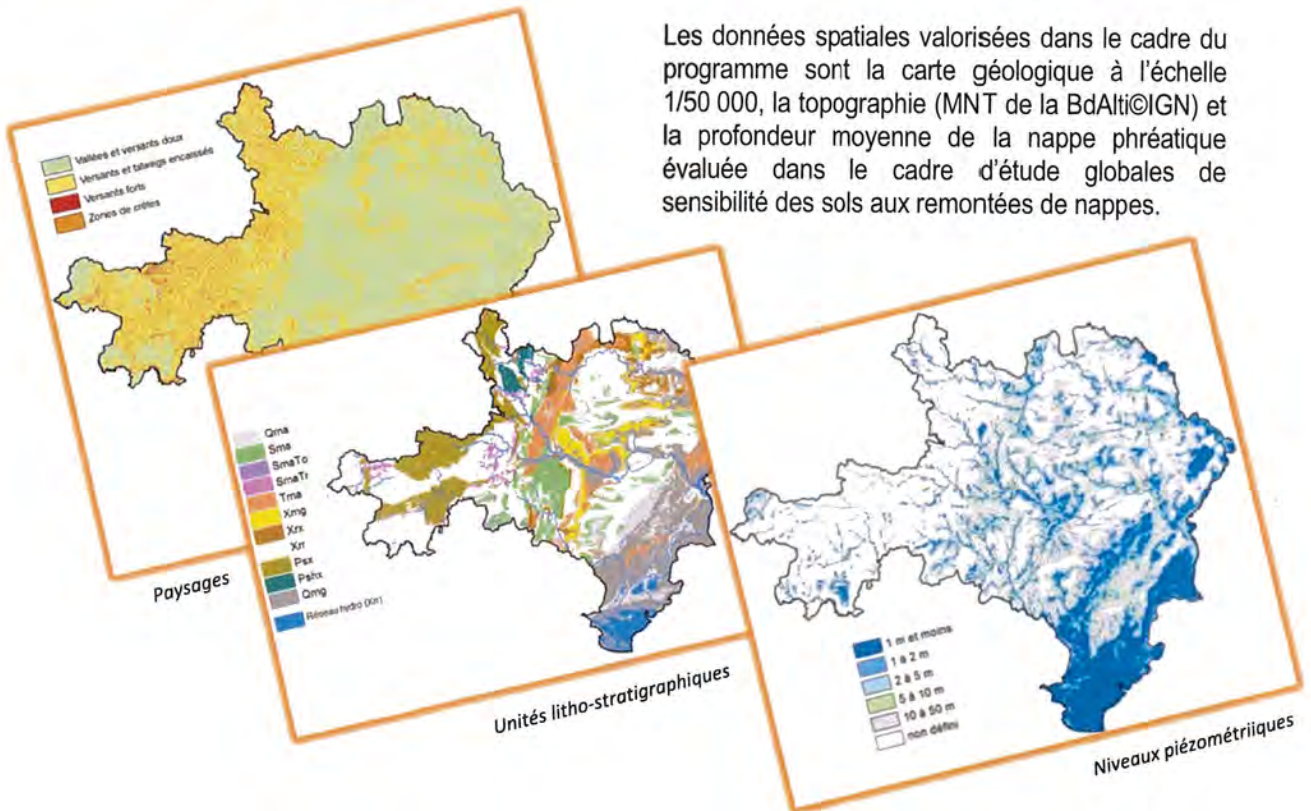 Les données spatiales valorisées dans le cadre du
programme sont la carte géologique à l'échelle
1/50 000, la topographie (MNT de la BdAlti©IGN) et
la profondeur moyenne de la nappe phréatique
évaluée dans le cadre d'étude globales de
sensibilité des sols aux remontées de nappes.
Vallées et versants doux
Versants et talwegs encaissés
Versants forts
Zones de crêtes
Paysages
Qma
Sma
SmaTo
SmaTr
Tma
Xmg
Xrx
Xrr
Psx
Pshx
Qmg
Réseau hydro (Xrr)
Unités litho-stratigraphiques
1 m et moins
1 à 2 m
2 à 5 m
5 à 10 m
10 à 50 m
non défini
Niveaux piézométriiques